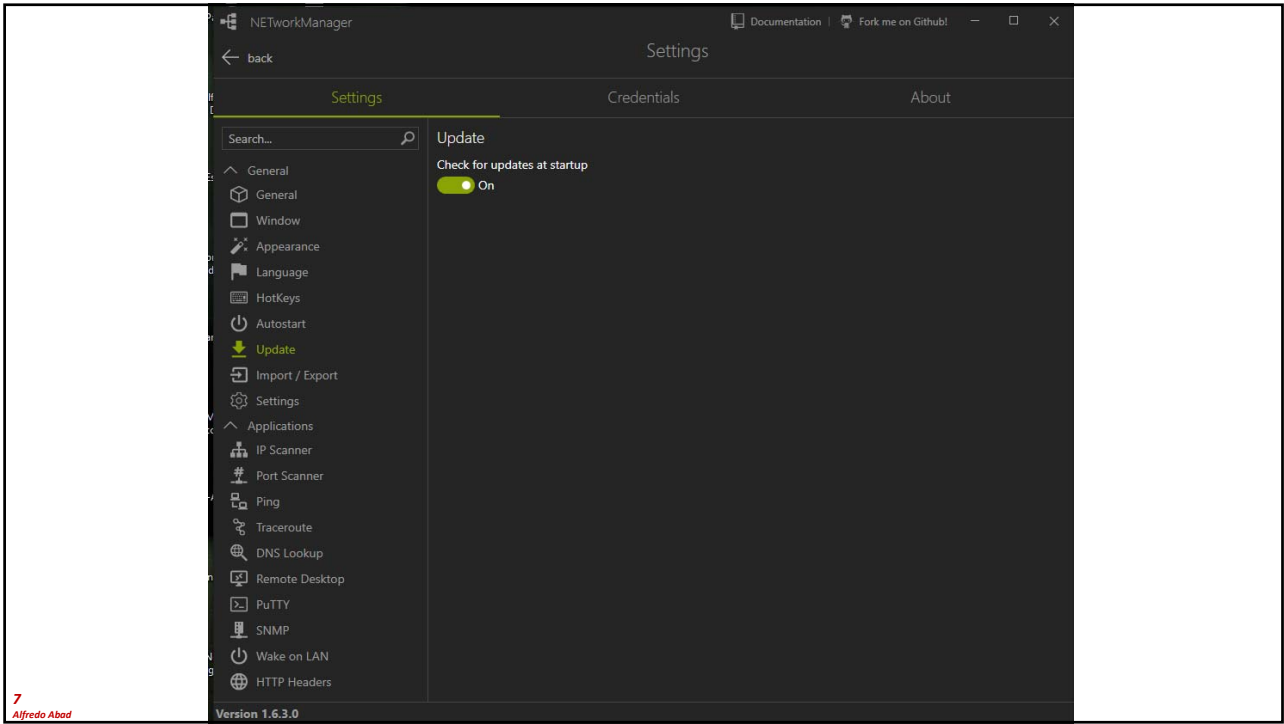 NETworkManager
Documentation | Fork me on Github!
back
Settings
Settings
Credentials
About
Search...
Update
Check for updates at startup
On
General
General
Window
Appearance
Language
HotKeys
Autostart
Update
Import / Export
Settings
Applications
IP Scanner
Port Scanner
Ping
Traceroute
DNS Lookup
Remote Desktop
PuTTY
SNMP
Wake on LAN
HTTP Headers
Version 1.6.3.0
7
Alfredo Abad